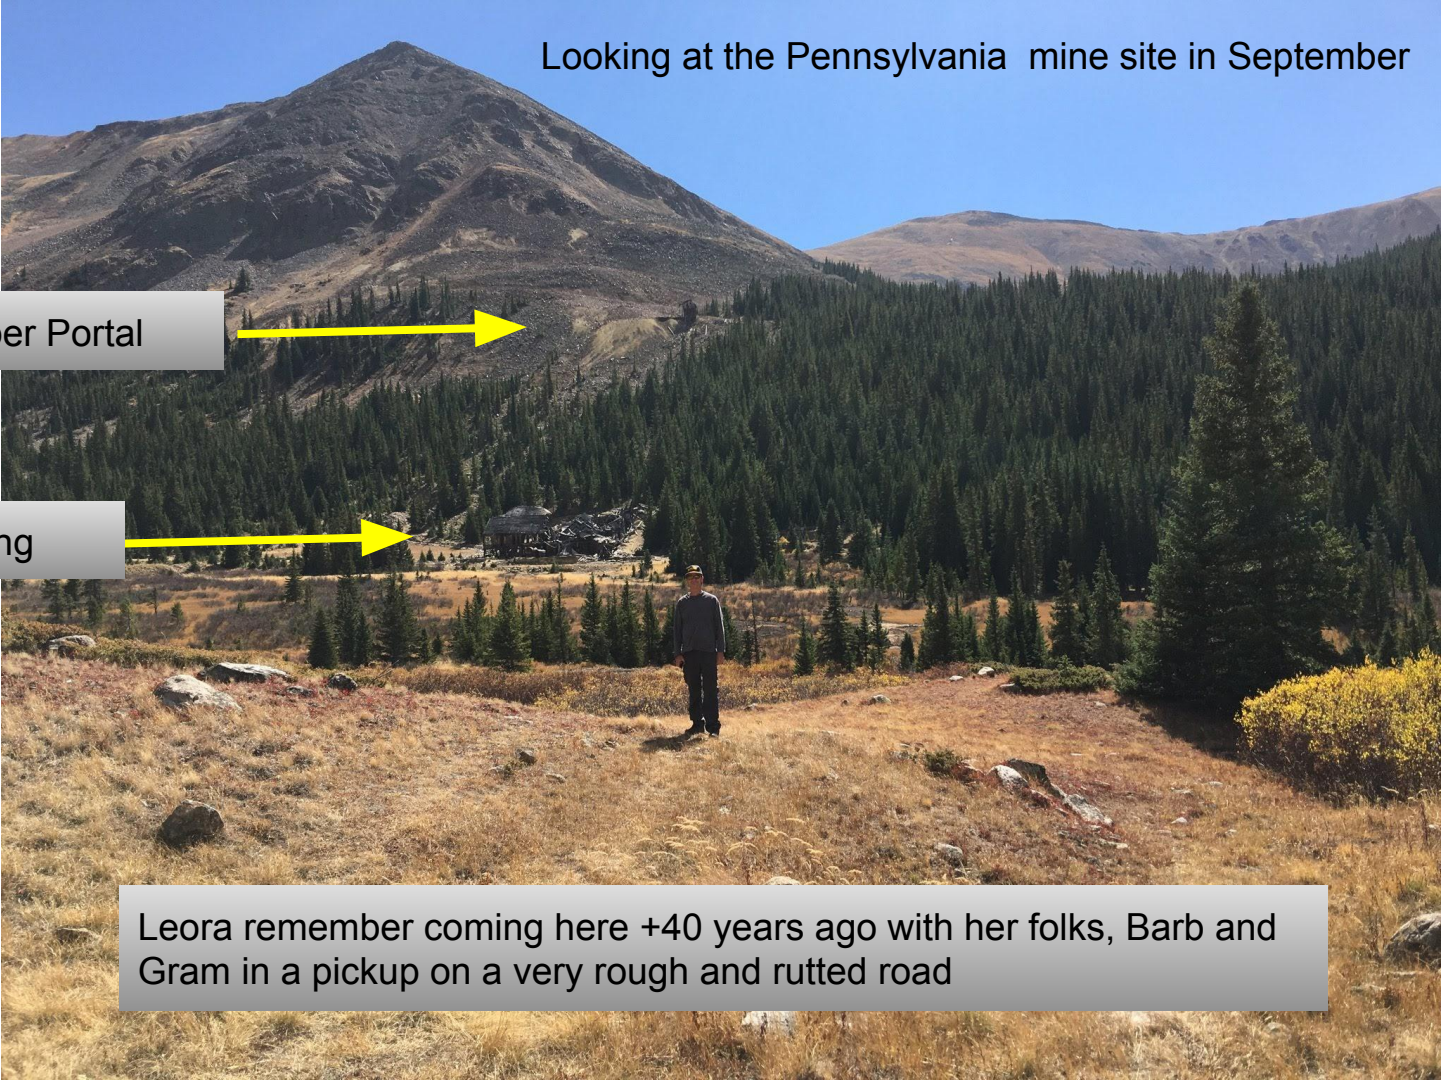 Looking at the Pennsylvania  mine site in September
er Portal
ng
Leora remember coming here +40 years ago with her folks, Barb and
Gram in a pickup on a very rough and rutted road